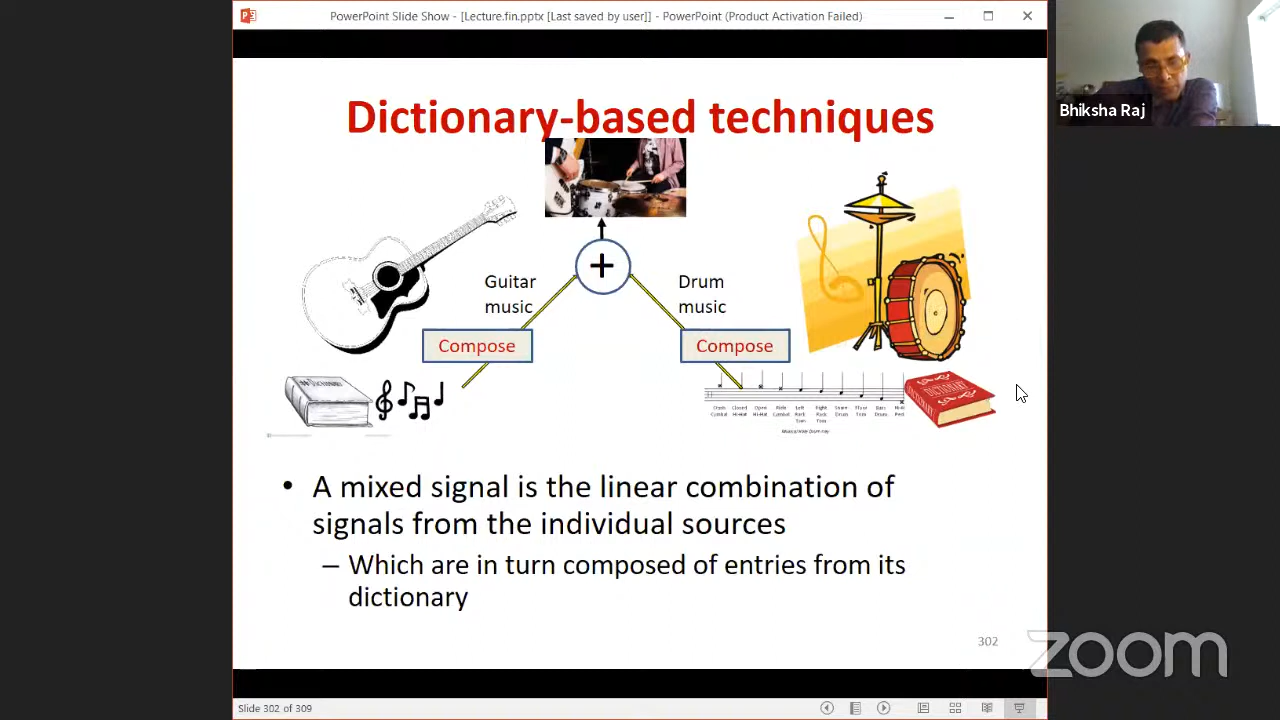 PowerPoint Slide Show - [Lecture.fin.pptx [Last saved by user]] - PowerPoint (Product Activation Failed)
Bhiksha Raj
Dictionary-based techniques
+
Guitar
music
Drum
music
Compose
Compose
DICTIONARY
• A mixed signal is the linear combination of
signals from the individual sources
– Which are in turn composed of entries from its
dictionary
302
zoom
Slide 302 of 309